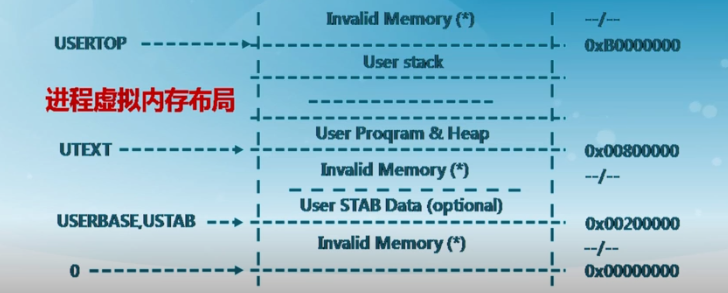 Invalid Memory (*) --/--
USERTOP 0xB0000000
User stack
进程虚拟内存布局
User Program & Heap
UTEXT 0x00800000
Invalid Memory (*) --/--
User STAB Data (optional)
USERBASE,USTAB 0x00200000
Invalid Memory (*) --/--
0 0x00000000